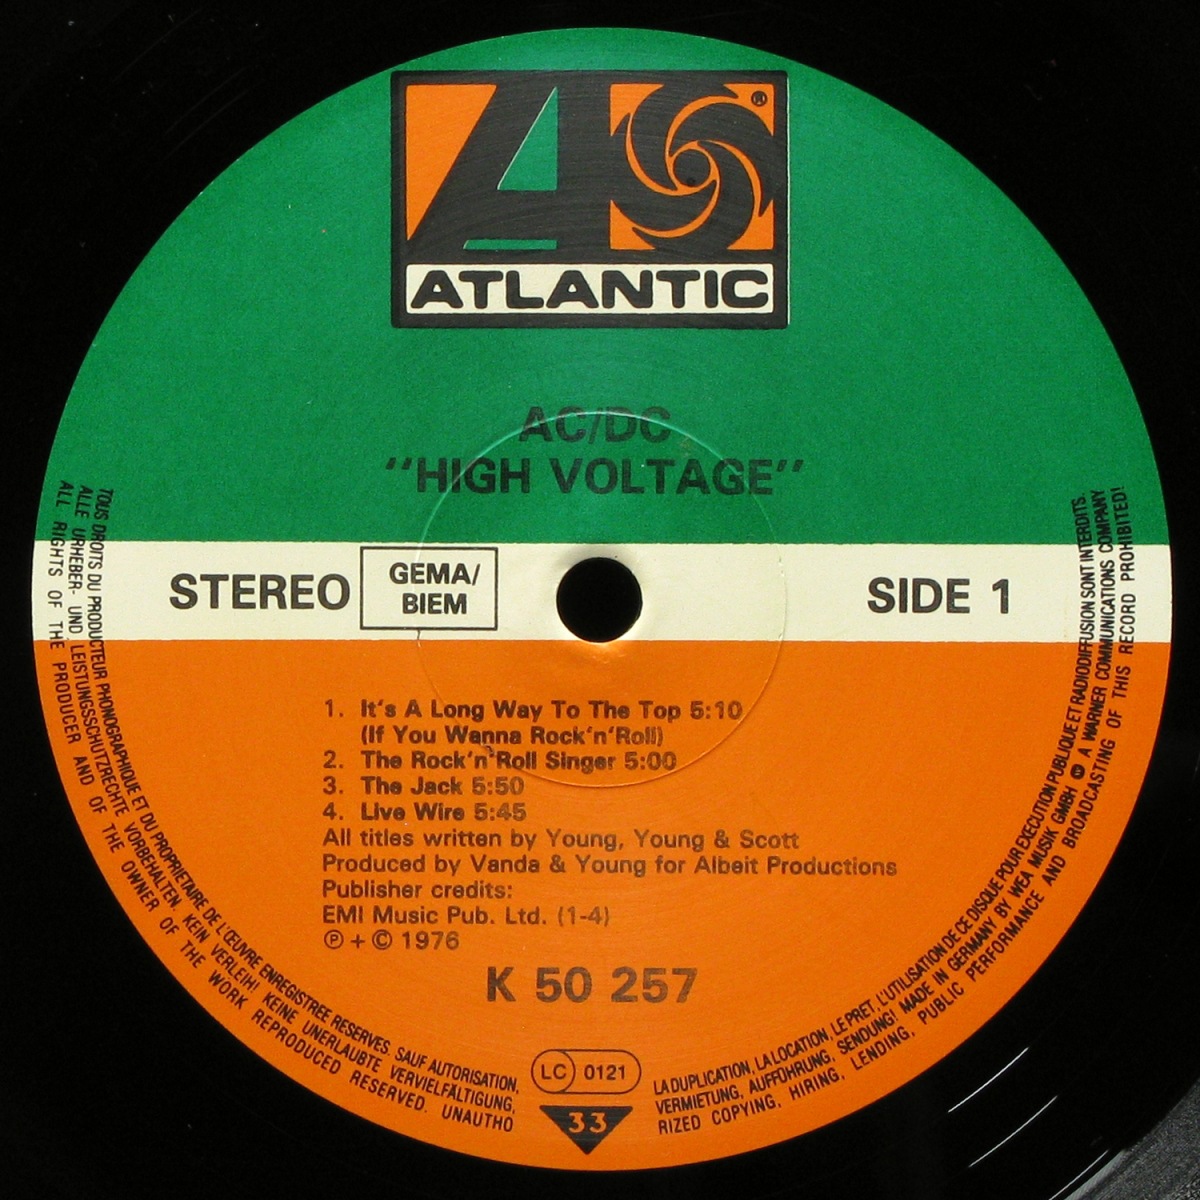 ®
ATLANTIC
AC/DC
"HIGH VOLTAGE"
STEREO
GEMA/
BIEM
SIDE 1
1. It's A Long Way To The Top 5:10
(If You Wanna Rock'n'Roll)
2. The Rock'n'Roll Singer 5:00
3. The Jack 5:50
4. Live Wire 5:45
All titles written by Young, Young & Scott
Produced by Vanda & Young for Albeit Productions
Publisher credits:
EMI Music Pub. Ltd. (1-4)
Ⓟ + © 1976
K 50 257
LC 0121
33
TOUS DROITS DU PRODUCTEUR PHONOGRAPHIQUE ET DU PROPRIETAIRE DE L'ŒUVRE ENREGISTREE RESERVES. SAUF AUTORISATION, LA DUPLICATION, LA LOCATION, LE PRET, L'UTILISATION DE CE DISQUE POUR EXECUTION PUBLIQUE ET RADIODIFFUSION SONT INTERDITS.
ALLE URHEBER- UND LEISTUNGSSCHUTZRECHTE VORBEHALTEN. KEIN VERLEIH! KEINE UNERLAUBTE VERVIELFÄLTIGUNG, VERMIETUNG, AUFFÜHRUNG, SENDUNG! MADE IN GERMANY BY WEA MUSIK GMBH A WARNER COMMUNICATIONS COMPANY
ALL RIGHTS OF THE PRODUCER AND OF THE OWNER OF THE WORK REPRODUCED RESERVED. UNAUTHO RIZED COPYING, HIRING, LENDING, PUBLIC PERFORMANCE AND BROADCASTING OF THIS RECORD PROHIBITED!